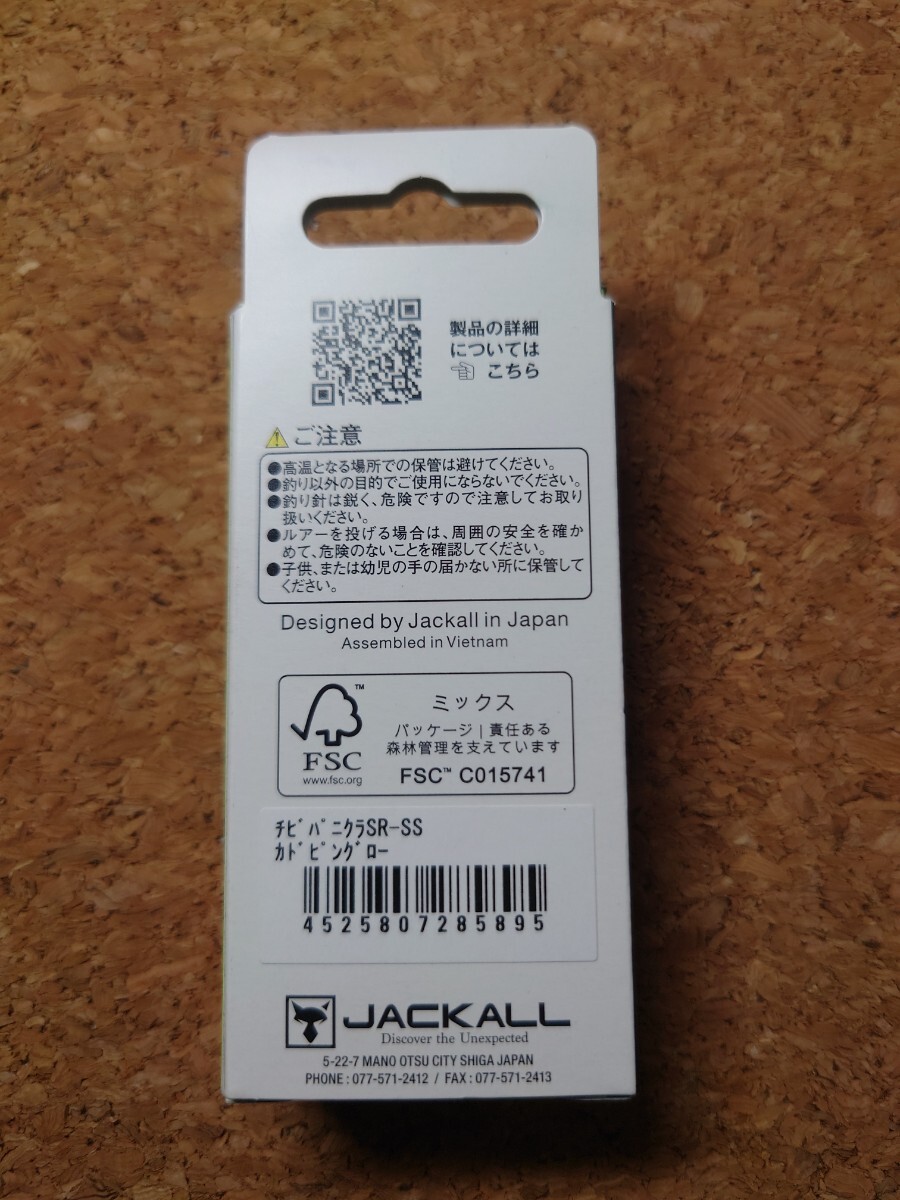 製品の詳細
については
☜ こちら
⚠ご注意
●高温となる場所での保管は避けてください。
●釣り以外の目的でご使用にならないでください。
●釣り針は鋭く、危険ですので注意してお取り
扱いください。
●ルアーを投げる場合は、周囲の安全を確か
めて、危険のないことを確認してください。
●子供、または幼児の手の届かない所に保管して
ください。
Designed by Jackall in Japan
Assembled in Vietnam
FSC
www.fsc.org
ミックス
パッケージ|責任ある
森林管理を支えています
FSC™ C015741
ﾁﾋﾞﾊﾞﾆｸﾗSR-SS
ｶﾄﾞﾋﾟﾝｸﾞﾛｰ
4525807285895
JACKALL
Discover the Unexpected
5-22-7 MANO OTSU CITY SHIGA JAPAN
PHONE : 077-571-2412 / FAX : 077-571-2413